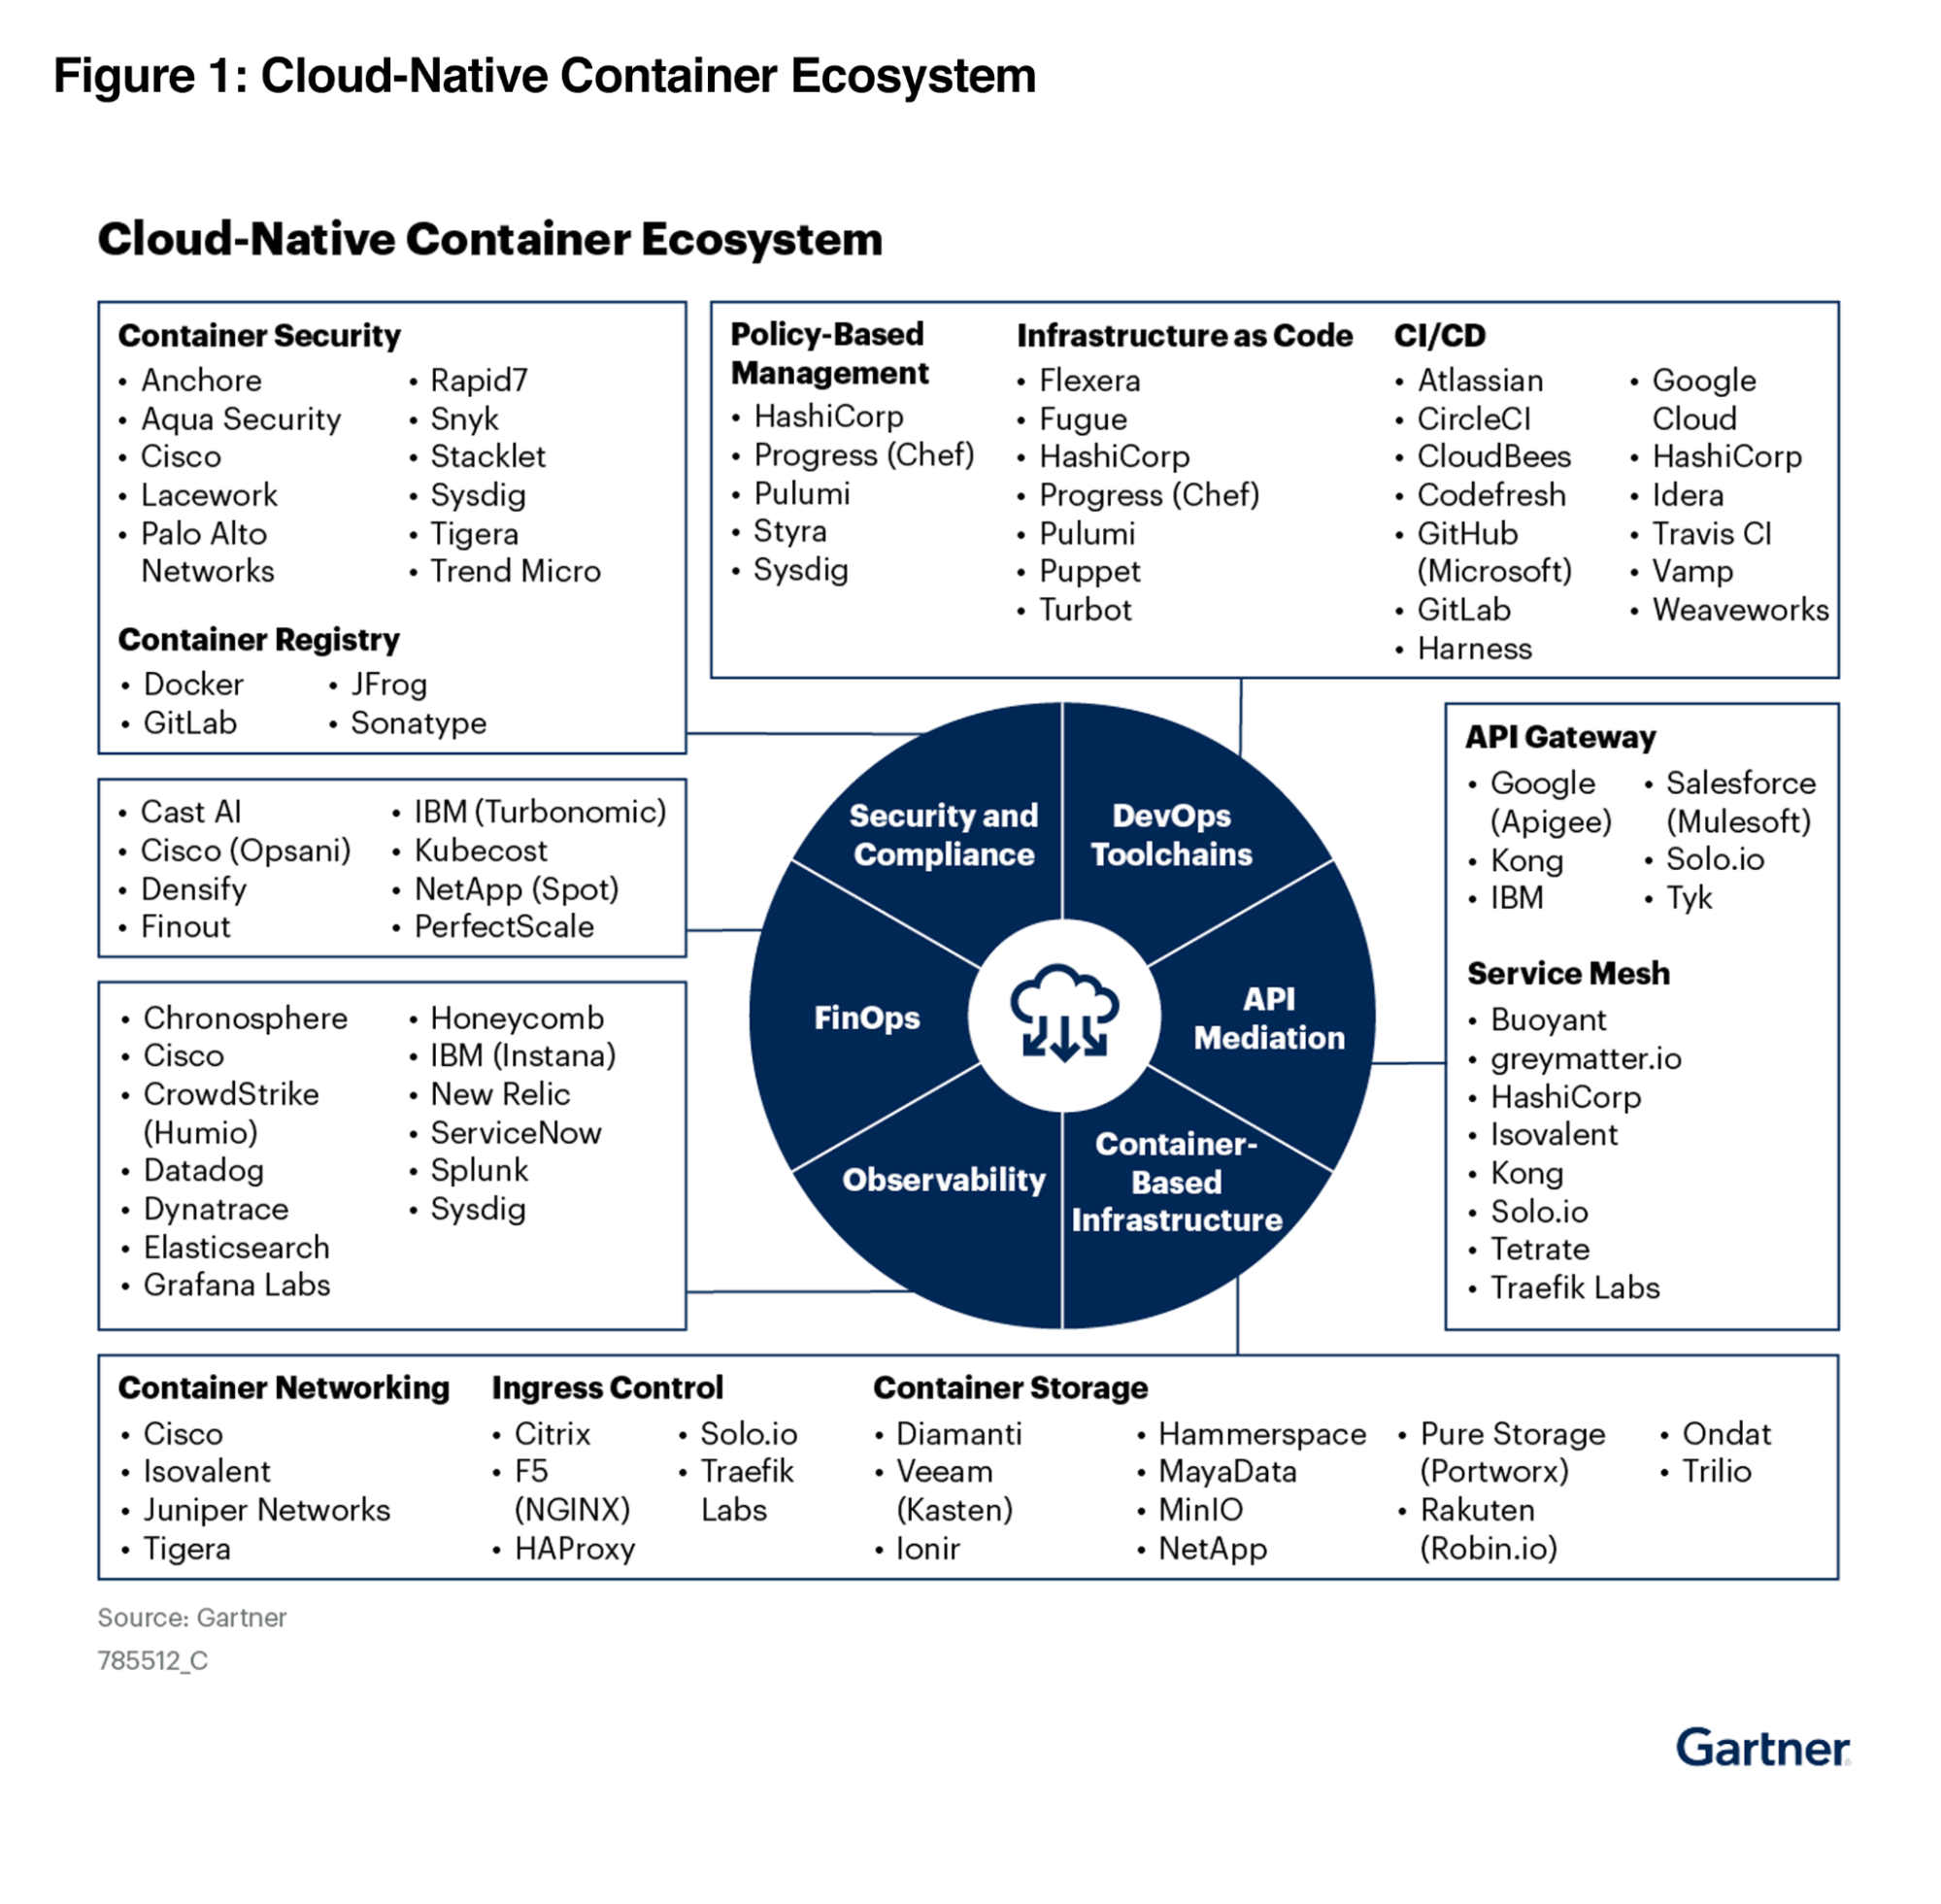 Figure 1: Cloud-Native Container Ecosystem
Cloud-Native Container Ecosystem
Container Security
• Anchore
• Aqua Security
• Cisco
• Lacework
• Palo Alto
Networks
• Rapid7
• Snyk
• Stacklet
• Sysdig
• Tigera
• Trend Micro
Container Registry
• Docker
• GitLab
• JFrog
• Sonatype
Policy-Based
Management
• HashiCorp
• Progress (Chef)
• Pulumi
• Styra
• Sysdig
Infrastructure as Code
• Flexera
• Fugue
• HashiCorp
• Progress (Chef)
• Pulumi
• Puppet
• Turbot
CI/CD
• Atlassian
• CircleCI
• CloudBees
• Codefresh
• GitHub
(Microsoft)
• GitLab
• Harness
• Google
Cloud
• HashiCorp
• Idera
• Travis CI
• Vamp
• Weaveworks
• Cast AI
• Cisco (Opsani)
• Densify
• Finout
• IBM (Turbonomic)
• Kubecost
• NetApp (Spot)
• PerfectScale
• Chronosphere
• Cisco
• CrowdStrike
(Humio)
• Datadog
• Dynatrace
• Elasticsearch
• Grafana Labs
• Honeycomb
• IBM (Instana)
• New Relic
• ServiceNow
• Splunk
• Sysdig
Security and
Compliance
DevOps
Toolchains
FinOps
API
Mediation
Observability
Container-
Based
Infrastructure
API Gateway
• Google
(Apigee)
• Kong
• IBM
• Salesforce
(Mulesoft)
• Solo.io
• Tyk
Service Mesh
• Buoyant
• greymatter.io
• HashiCorp
• Isovalent
• Kong
• Solo.io
• Tetrate
• Traefik Labs
Container Networking
• Cisco
• Isovalent
• Juniper Networks
• Tigera
Ingress Control
• Citrix
• F5
(NGINX)
• HAProxy
• Solo.io
• Traefik
Labs
Container Storage
• Diamanti
• Veeam
(Kasten)
• Ionir
• Hammerspace
• MayaData
• MinIO
• NetApp
• Pure Storage
(Portworx)
• Rakuten
(Robin.io)
• Ondat
• Trilio
Source: Gartner
785512_C
Gartner